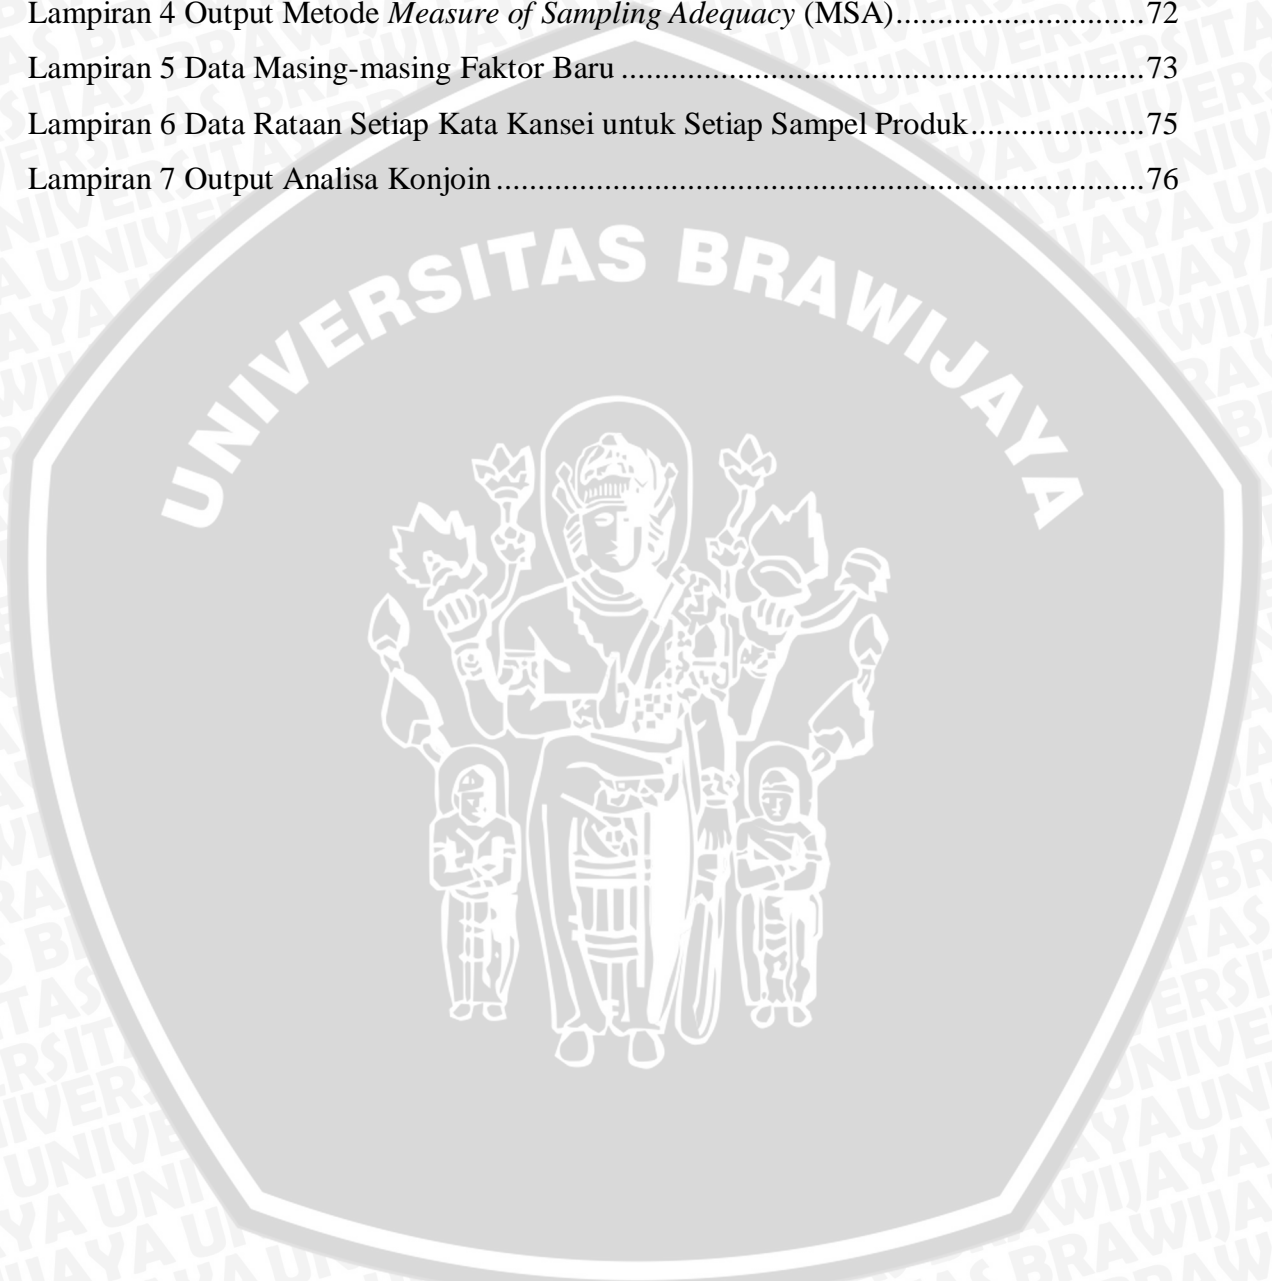 Lampiran 4 Output Metode Measure of Sampling Adequacy (MSA)..............................72
Lampiran 5 Data Masing-masing Faktor Baru ...............................................................73
Lampiran 6 Data Rataan Setiap Kata Kansei untuk Setiap Sampel Produk.....................75
Lampiran 7 Output Analisa Konjoin ..............................................................................76
UNIVERSITAS BRAWIJAYA